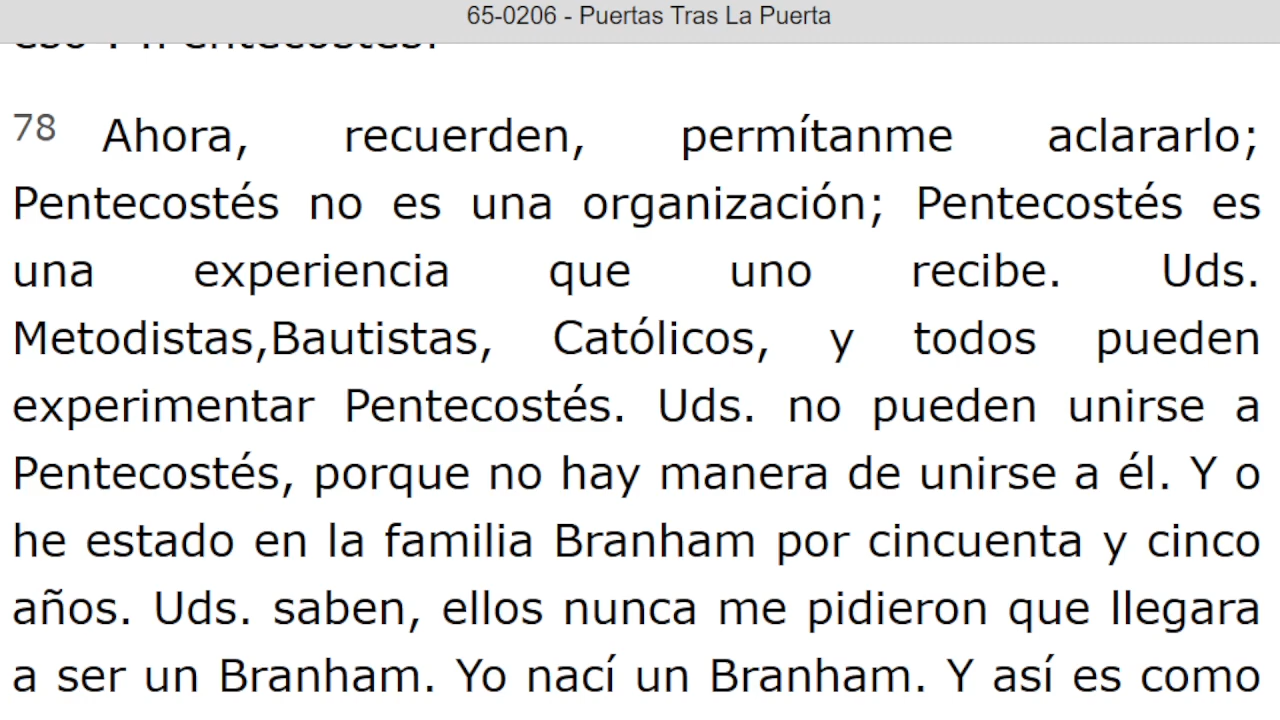 65-0206 - Puertas Tras La Puerta
78 Ahora, recuerden, permítanme aclararlo;
Pentecostés no es una organización; Pentecostés es
una experiencia que uno recibe. Uds.
Metodistas,Bautistas, Católicos, y todos pueden
experimentar Pentecostés. Uds. no pueden unirse a
Pentecostés, porque no hay manera de unirse a él. Y o
he estado en la familia Branham por cincuenta y cinco
años. Uds. saben, ellos nunca me pidieron que llegara
a ser un Branham. Yo nací un Branham. Y así es como